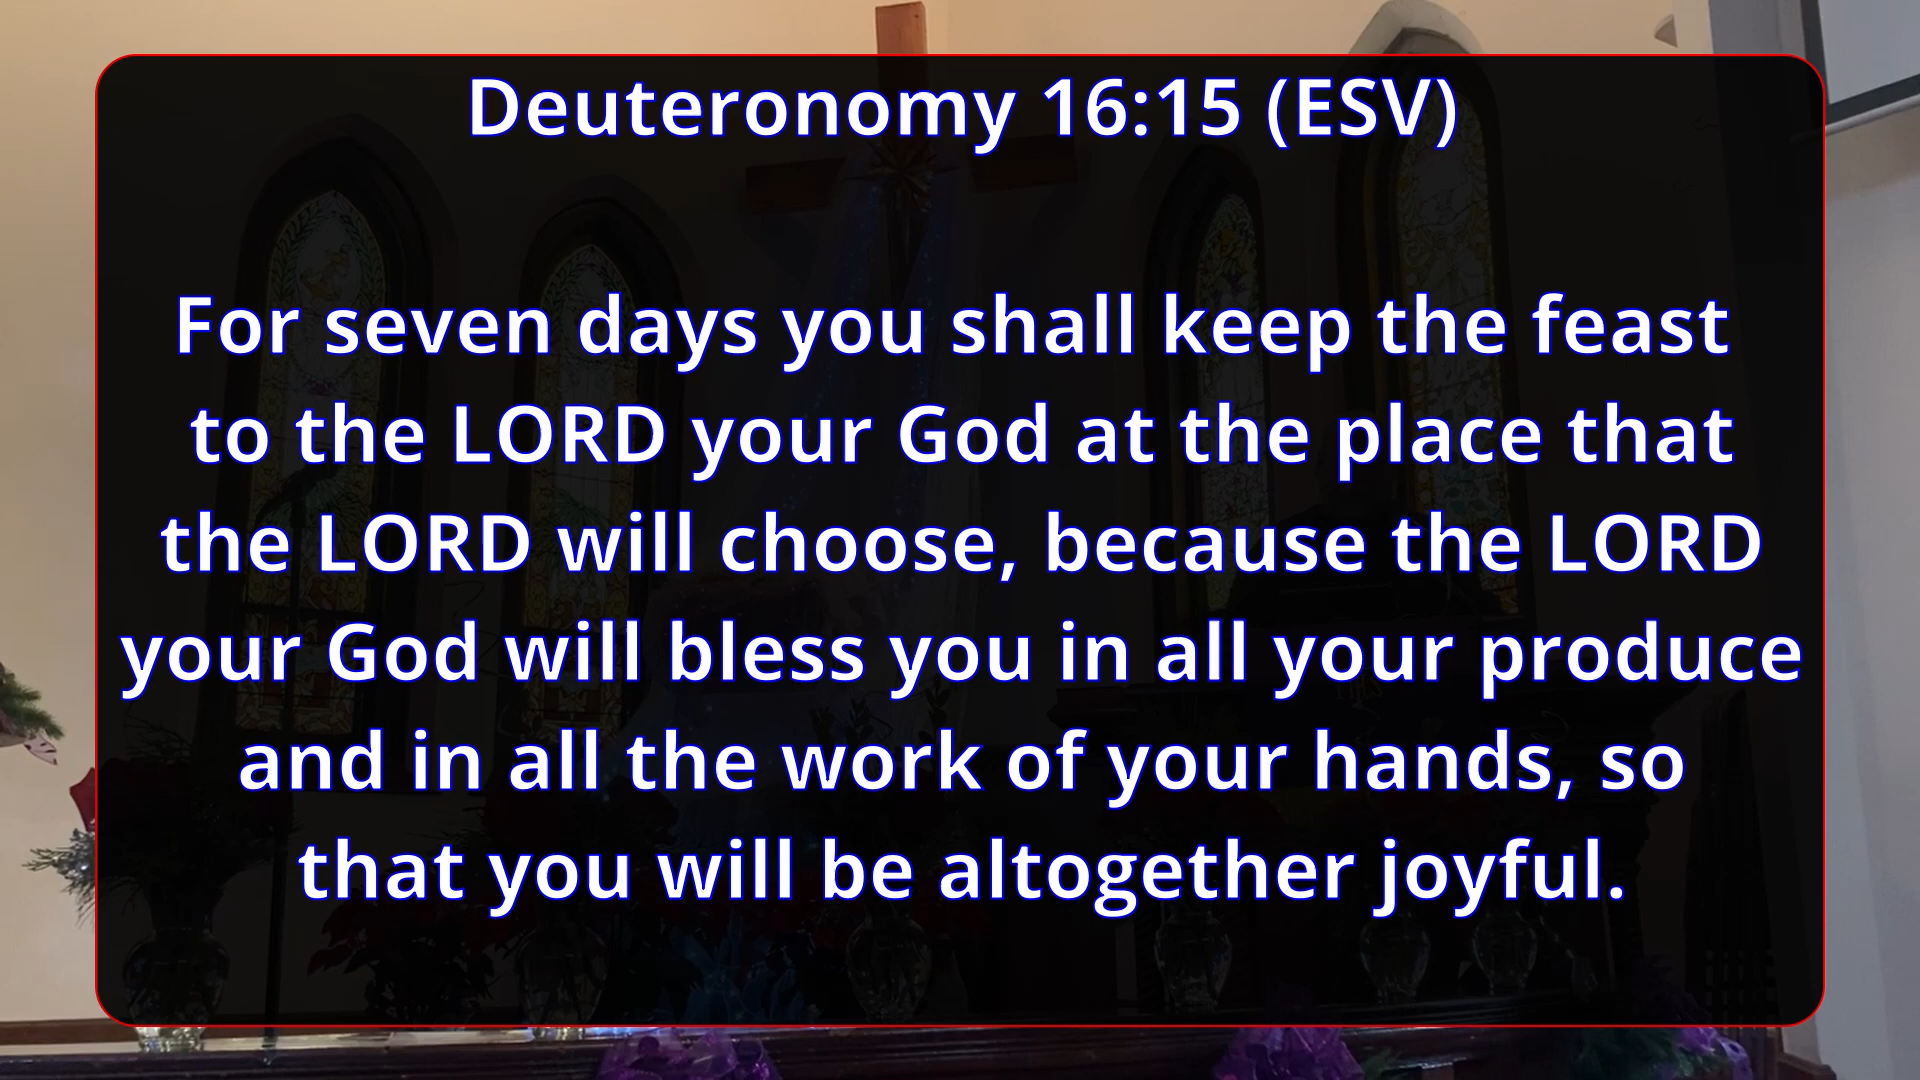 Deuteronomy 16:15 (ESV)
For seven days you shall keep the feast
to the LORD your God at the place that
the LORD will choose, because the LORD
your God will bless you in all your produce
and in all the work of your hands, so
that you will be altogether joyful.